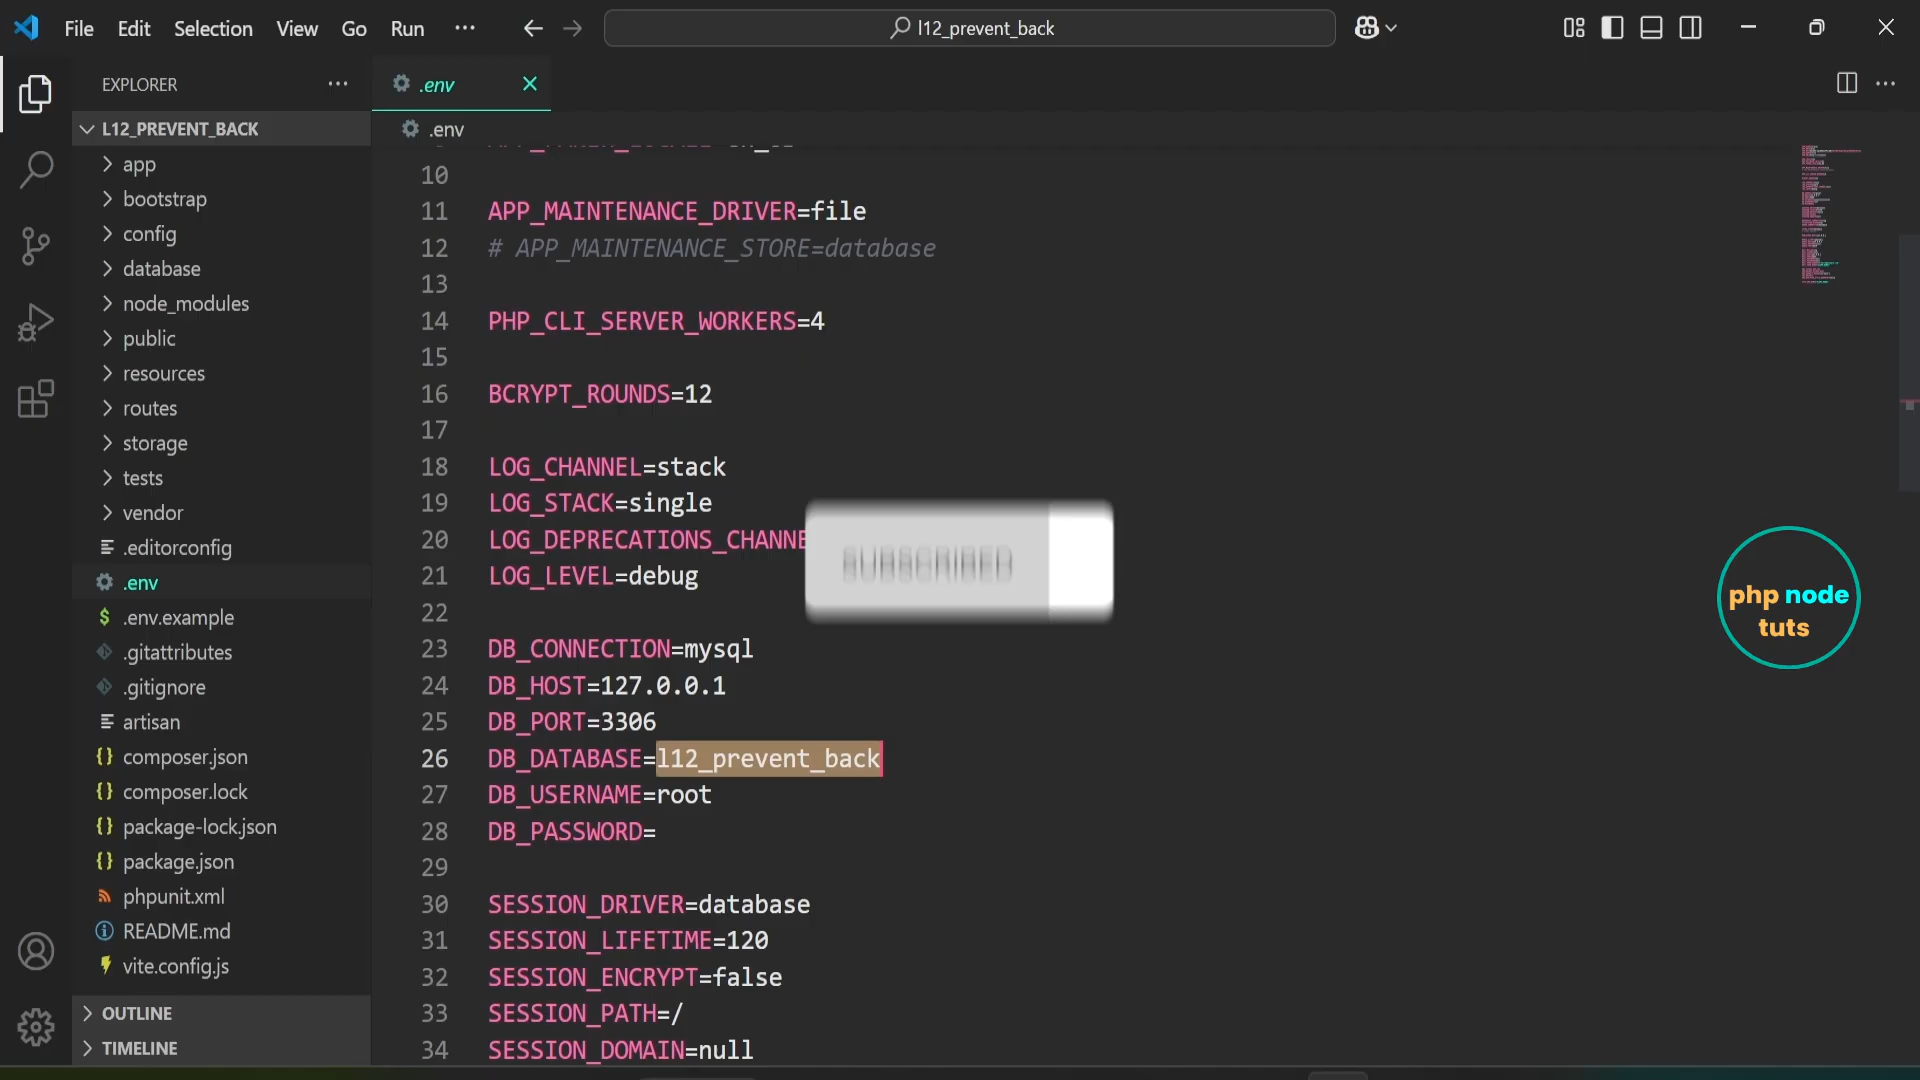 File Edit Selection View Go Run ··· l12_prevent_back
EXPLORER ···
.env
L12_PREVENT_BACK
.env
app
bootstrap
config
database
node_modules
public
resources
routes
storage
tests
vendor
.editorconfig
.env
.env.example
.gitattributes
.gitignore
artisan
composer.json
composer.lock
package-lock.json
package.json
phpunit.xml
README.md
vite.config.js
OUTLINE
TIMELINE
10
11 APP_MAINTENANCE_DRIVER=file
12 # APP_MAINTENANCE_STORE=database
13
14 PHP_CLI_SERVER_WORKERS=4
15
16 BCRYPT_ROUNDS=12
17
18 LOG_CHANNEL=stack
19 LOG_STACK=single
20 LOG_DEPRECATIONS_CHANNE
21 LOG_LEVEL=debug
22
23 DB_CONNECTION=mysql
24 DB_HOST=127.0.0.1
25 DB_PORT=3306
26 DB_DATABASE=l12_prevent_back
27 DB_USERNAME=root
28 DB_PASSWORD=
29
30 SESSION_DRIVER=database
31 SESSION_LIFETIME=120
32 SESSION_ENCRYPT=false
33 SESSION_PATH=/
34 SESSION_DOMAIN=null
SUBSCRIBED
php node
tuts